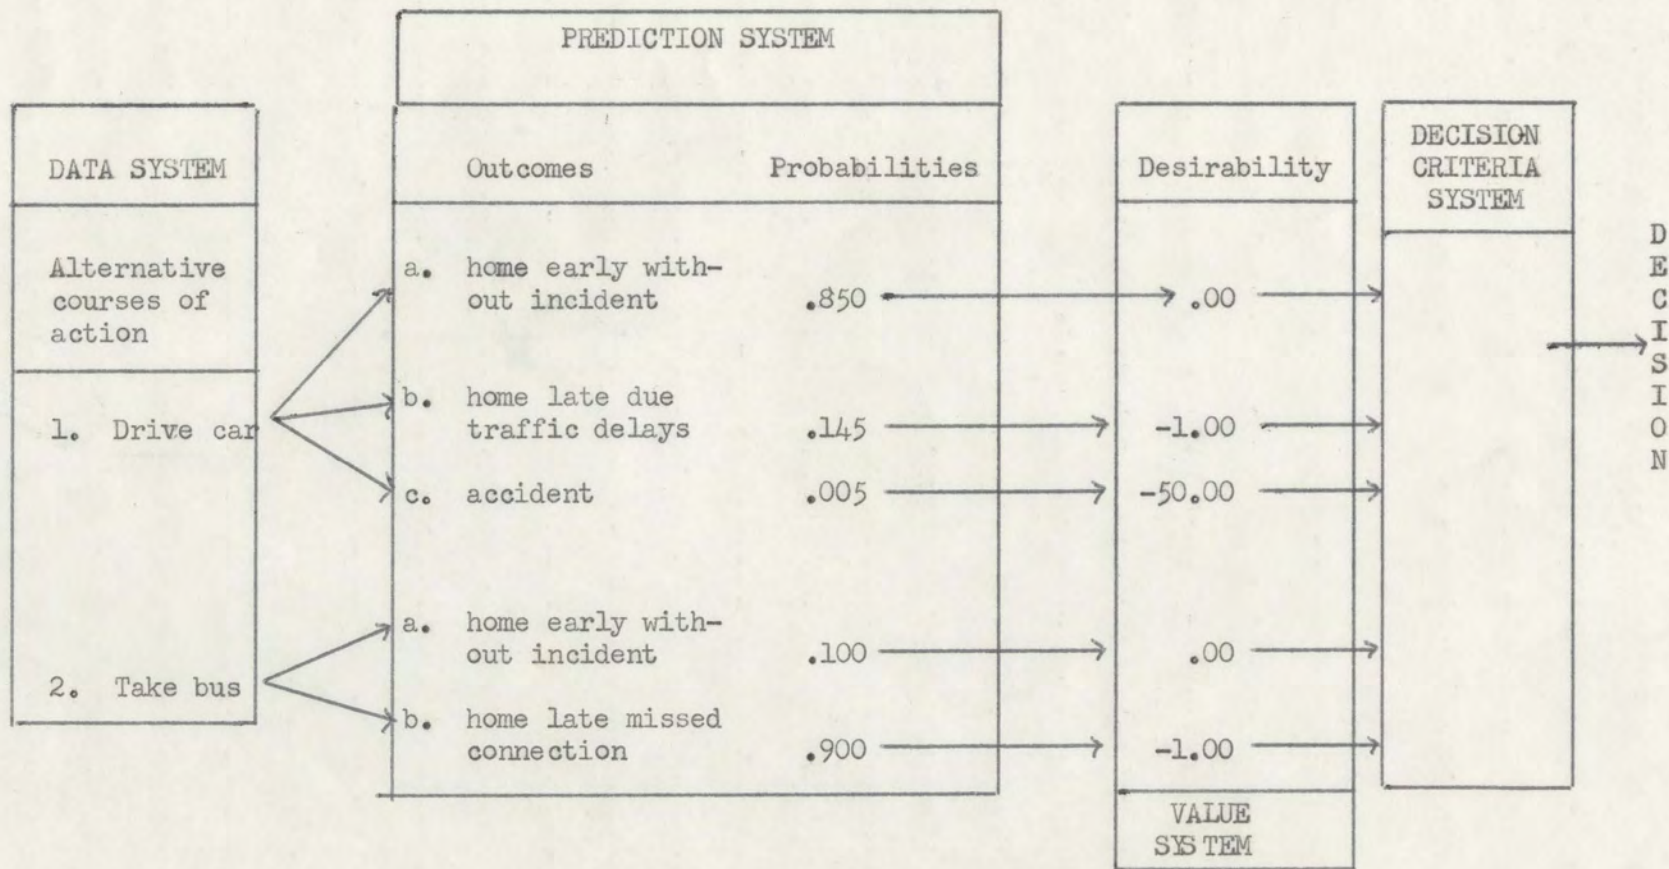 PREDICTION SYSTEM
DATA SYSTEM
Alternative
courses of
action
1. Drive car
2. Take bus
Outcomes Probabilities
a. home early with-
out incident .850
b. home late due
traffic delays .145
c. accident .005
a. home early with-
out incident .100
b. home late missed
connection .900
Desirability
.00
-1.00
-50.00
.00
-1.00
VALUE
SYSTEM
DECISION
CRITERIA
SYSTEM
DECISION